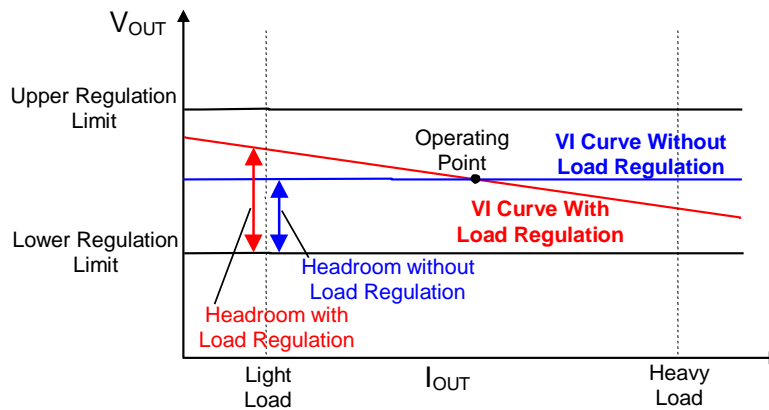 VOUT
Upper Regulation
Limit
Operating
Point
VI Curve Without
Load Regulation
VI Curve With
Load Regulation
Lower Regulation
Limit
Headroom without
Load Regulation
Headroom with
Load Regulation
Light
Load
IOUT
Heavy
Load